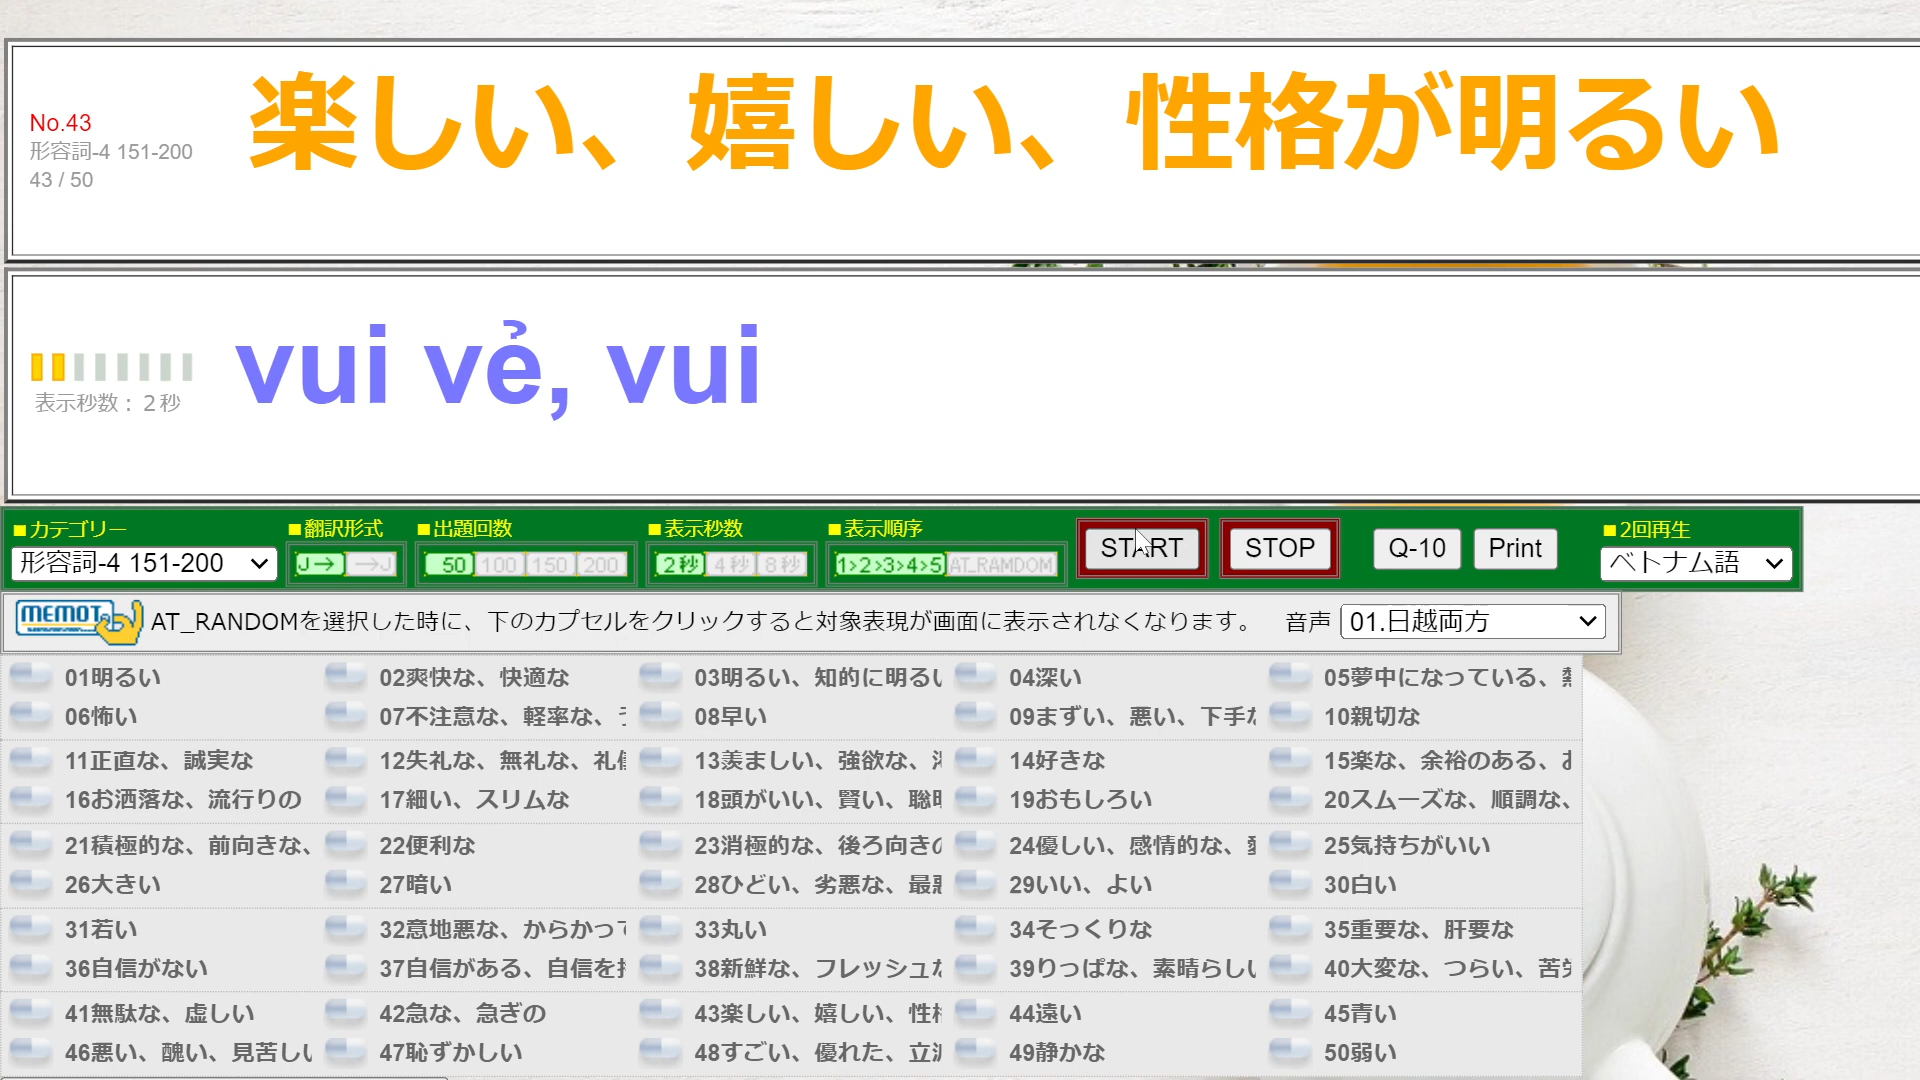 No.43
形容詞-4 151-200
43 / 50
楽しい、嬉しい、性格が明るい
表示秒数：２秒
vui vẻ, vui
■カテゴリー ■翻訳形式 ■出題回数 ■表示秒数 ■表示順序 ■2回再生
形容詞-4 151-200 J→ →J 50 100 150 200 2秒 4秒 8秒 1>2>3>4>5 AT_RAMDOM START STOP Q-10 Print ベトナム語
MEMOT AT_RANDOMを選択した時に、下のカプセルをクリックすると対象表現が画面に表示されなくなります。 音声 01.日越両方
01明るい 02爽快な、快適な 03明るい、知的に明るい 04深い 05夢中になっている、
06怖い 07不注意な、軽率な、 08早い 09まずい、悪い、下手な 10親切な
11正直な、誠実な 12失礼な、無礼な、礼儀 13羨ましい、強欲な、 14好きな 15楽な、余裕のある、お
16お洒落な、流行りの 17細い、スリムな 18頭がいい、賢い、聡明 19おもしろい 20スムーズな、順調な、
21積極的な、前向きな、 22便利な 23消極的な、後ろ向きの 24優しい、感情的な、 25気持ちがいい
26大きい 27暗い 28ひどい、劣悪な、最悪 29いい、よい 30白い
31若い 32意地悪な、からかって 33丸い 34そっくりな 35重要な、肝要な
36自信がない 37自信がある、自信を持 38新鮮な、フレッシュな 39りっぱな、素晴らしい 40大変な、つらい、苦労
41無駄な、虚しい 42急な、急ぎの 43楽しい、嬉しい、性格 44遠い 45青い
46悪い、醜い、見苦しい 47恥ずかしい 48すごい、優れた、立派 49静かな 50弱い